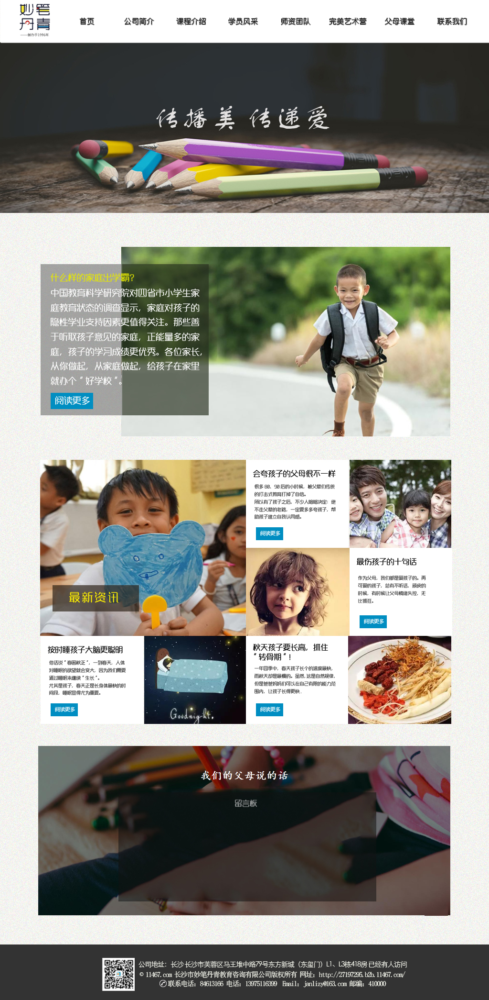 妙笔
丹青
——创办于1996年
首页
公司简介
课程介绍
学员风采
师资团队
完美艺术营
父母课堂
联系我们
传播美 传递爱
什么样的家庭出学霸?
中国教育科学研究院对四省市小学生家
庭教育状态的调查显示，家庭对孩子的
隐性学业支持因素更值得关注。那些善
于听取孩子意见的家庭，正能量多的家
庭，孩子的学习成绩更优秀。各位家长，
从你做起，从家庭做起，给孩子在家里
就办个“好学校”。
阅读更多
会夸孩子的父母很不一样
很多80、90后的小时候，被父辈们传统
的打击式教育打掉了自信。
所以有了孩子之后，不少人暗暗决定：绝
不走父辈的老路，一定要多多夸孩子，帮
助孩子建立自我认同感。
阅读更多
最新资讯
最伤孩子的十句话
作为父母，我们都是爱孩子的。再
可爱的孩子，总有不听话，顽皮的
时候，有时候让父母情绪失控，无
比抓狂。
阅读更多
按时睡孩子大脑更聪明
俗话说“春困秋乏”，一到春天，人体
对睡眠的欲望就会变大，因为我们需要
通过睡眠来继续“生长”。
尤其是孩子，春天正是长身体最快的时
间段，睡眠显得尤为重要。
阅读更多
Goodnight.
秋天孩子要长高，抓住
“转骨期”！
一年四季中，春天孩子长个的速度最快，
而秋天却是最横的。虽然,这是自然规律，
但是爸爸妈妈们可以在自己有限的能力范
围内，让孩子长得更快.
阅读更多
我们的父母说的话
留言板
公司地址：长沙 长沙市芙蓉区马王堆中路79号东方新城（东玺门）L1、L3栋418房 已经有人访问
© 11467.com 长沙市妙笔丹青教育咨询有限公司版权所有 网址：http://27197295.b2b.11467.com/
联系电话：84613166 电话：13975116399 Email：janlizy@163.com 邮编：410000